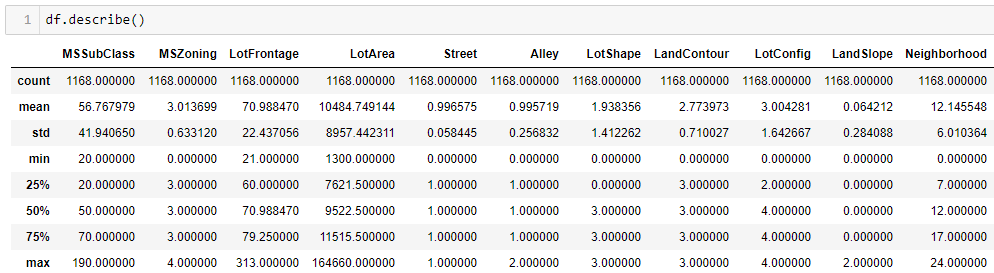 1 df.describe()
MSSubClass MSZoning LotFrontage LotArea Street Alley LotShape LandContour LotConfig LandSlope Neighborhood
count 1168.000000 1168.000000 1168.000000 1168.000000 1168.000000 1168.000000 1168.000000 1168.000000 1168.000000 1168.000000 1168.000000
mean 56.767979 3.013699 70.988470 10484.749144 0.996575 0.995719 1.938356 2.773973 3.004281 0.064212 12.145548
std 41.940650 0.633120 22.437056 8957.442311 0.058445 0.256832 1.412262 0.710027 1.642667 0.284088 6.010364
min 20.000000 0.000000 21.000000 1300.000000 0.000000 0.000000 0.000000 0.000000 0.000000 0.000000 0.000000
25% 20.000000 3.000000 60.000000 7621.500000 1.000000 1.000000 0.000000 3.000000 2.000000 0.000000 7.000000
50% 50.000000 3.000000 70.988470 9522.500000 1.000000 1.000000 3.000000 3.000000 4.000000 0.000000 12.000000
75% 70.000000 3.000000 79.250000 11515.500000 1.000000 1.000000 3.000000 3.000000 4.000000 0.000000 17.000000
max 190.000000 4.000000 313.000000 164660.000000 1.000000 2.000000 3.000000 3.000000 4.000000 2.000000 24.000000